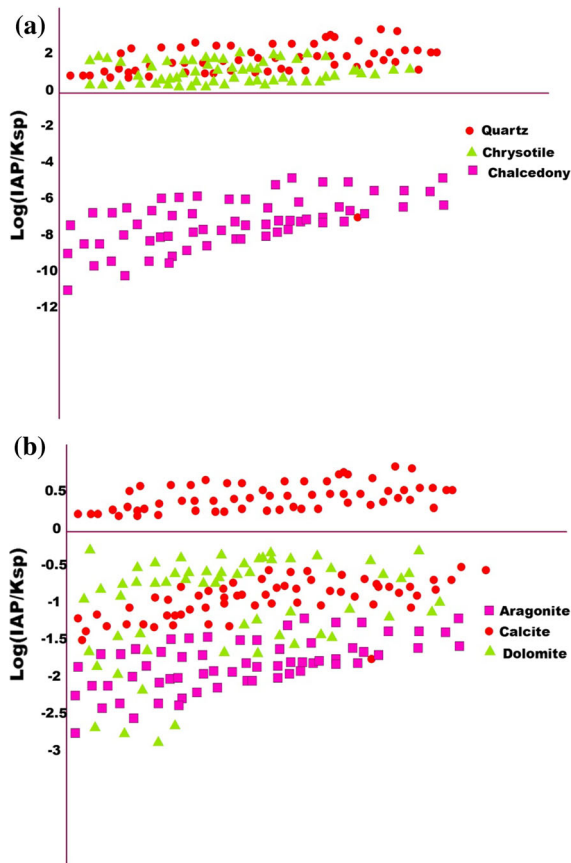 (a)
2
0
-2
-4
-6
-8
-10
-12
Log(IAP/Ksp)
Quartz
Chrysotile
Chalcedony
(b)
0.5
0
-0.5
-1
-1.5
-2
-2.5
-3
Log(IAP/Ksp)
Aragonite
Calcite
Dolomite